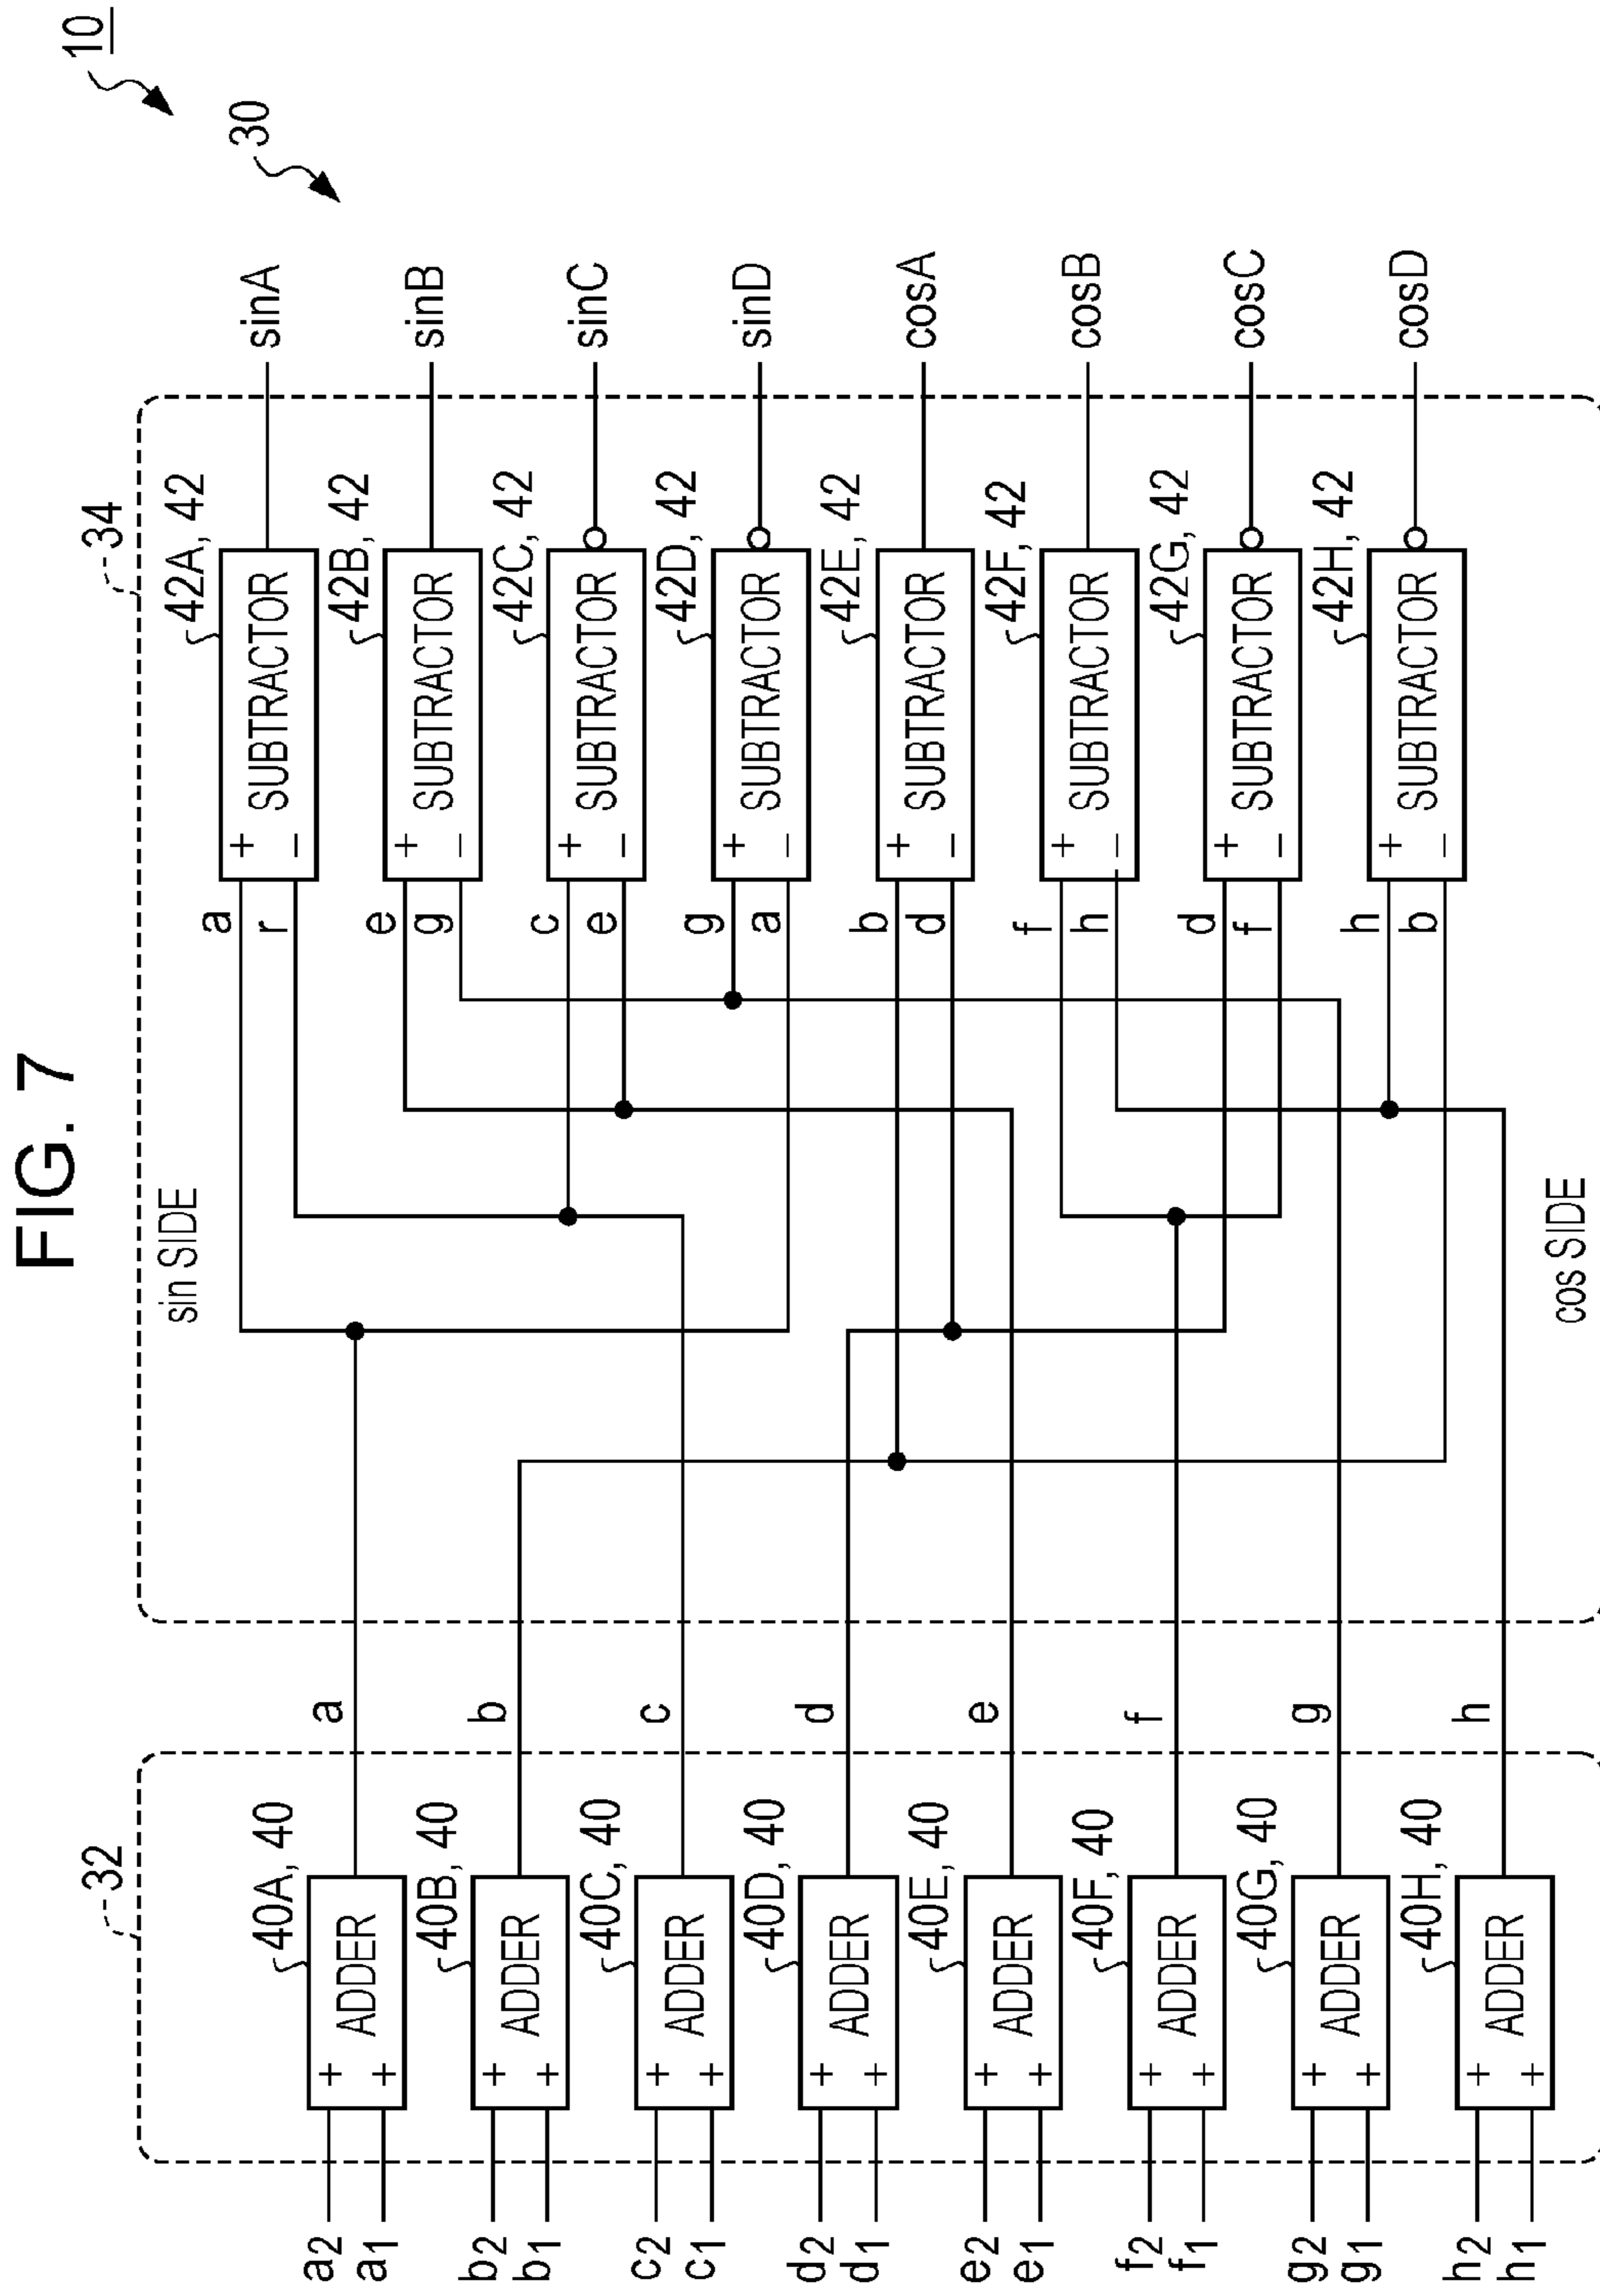 FIG. 7
10
30
32
34
sin SIDE
cos SIDE
a2
a1
b2
b1
c2
c1
d2
d1
e2
e1
f2
f1
g2
g1
h2
h1
40A, 40
+ ADDER
+
40B, 40
+ ADDER
+
40C, 40
+ ADDER
+
40D, 40
+ ADDER
+
40E, 40
+ ADDER
+
40F, 40
+ ADDER
+
40G, 40
+ ADDER
+
40H, 40
+ ADDER
+
a
b
c
d
e
f
g
h
42A, 42
a + SUBTRACTOR
r −
sinA
42B, 42
e + SUBTRACTOR
g −
sinB
42C, 42
c + SUBTRACTOR
e −
sinC
42D, 42
g + SUBTRACTOR
a −
sinD
42E, 42
b + SUBTRACTOR
d −
cosA
42F, 42
f + SUBTRACTOR
h −
cosB
42G, 42
d + SUBTRACTOR
f −
cosC
42H, 42
h + SUBTRACTOR
b −
cosD